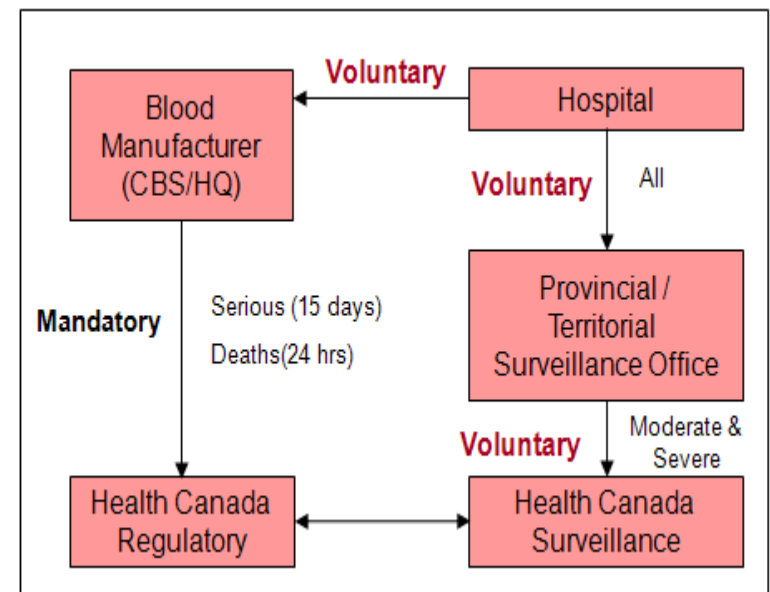 Voluntary
Blood
Manufacturer
(CBS/HQ)
Hospital
Voluntary
All
Mandatory
Serious (15 days)
Deaths(24 hrs)
Provincial /
Territorial
Surveillance Office
Voluntary
Moderate &
Severe
Health Canada
Regulatory
Health Canada
Surveillance